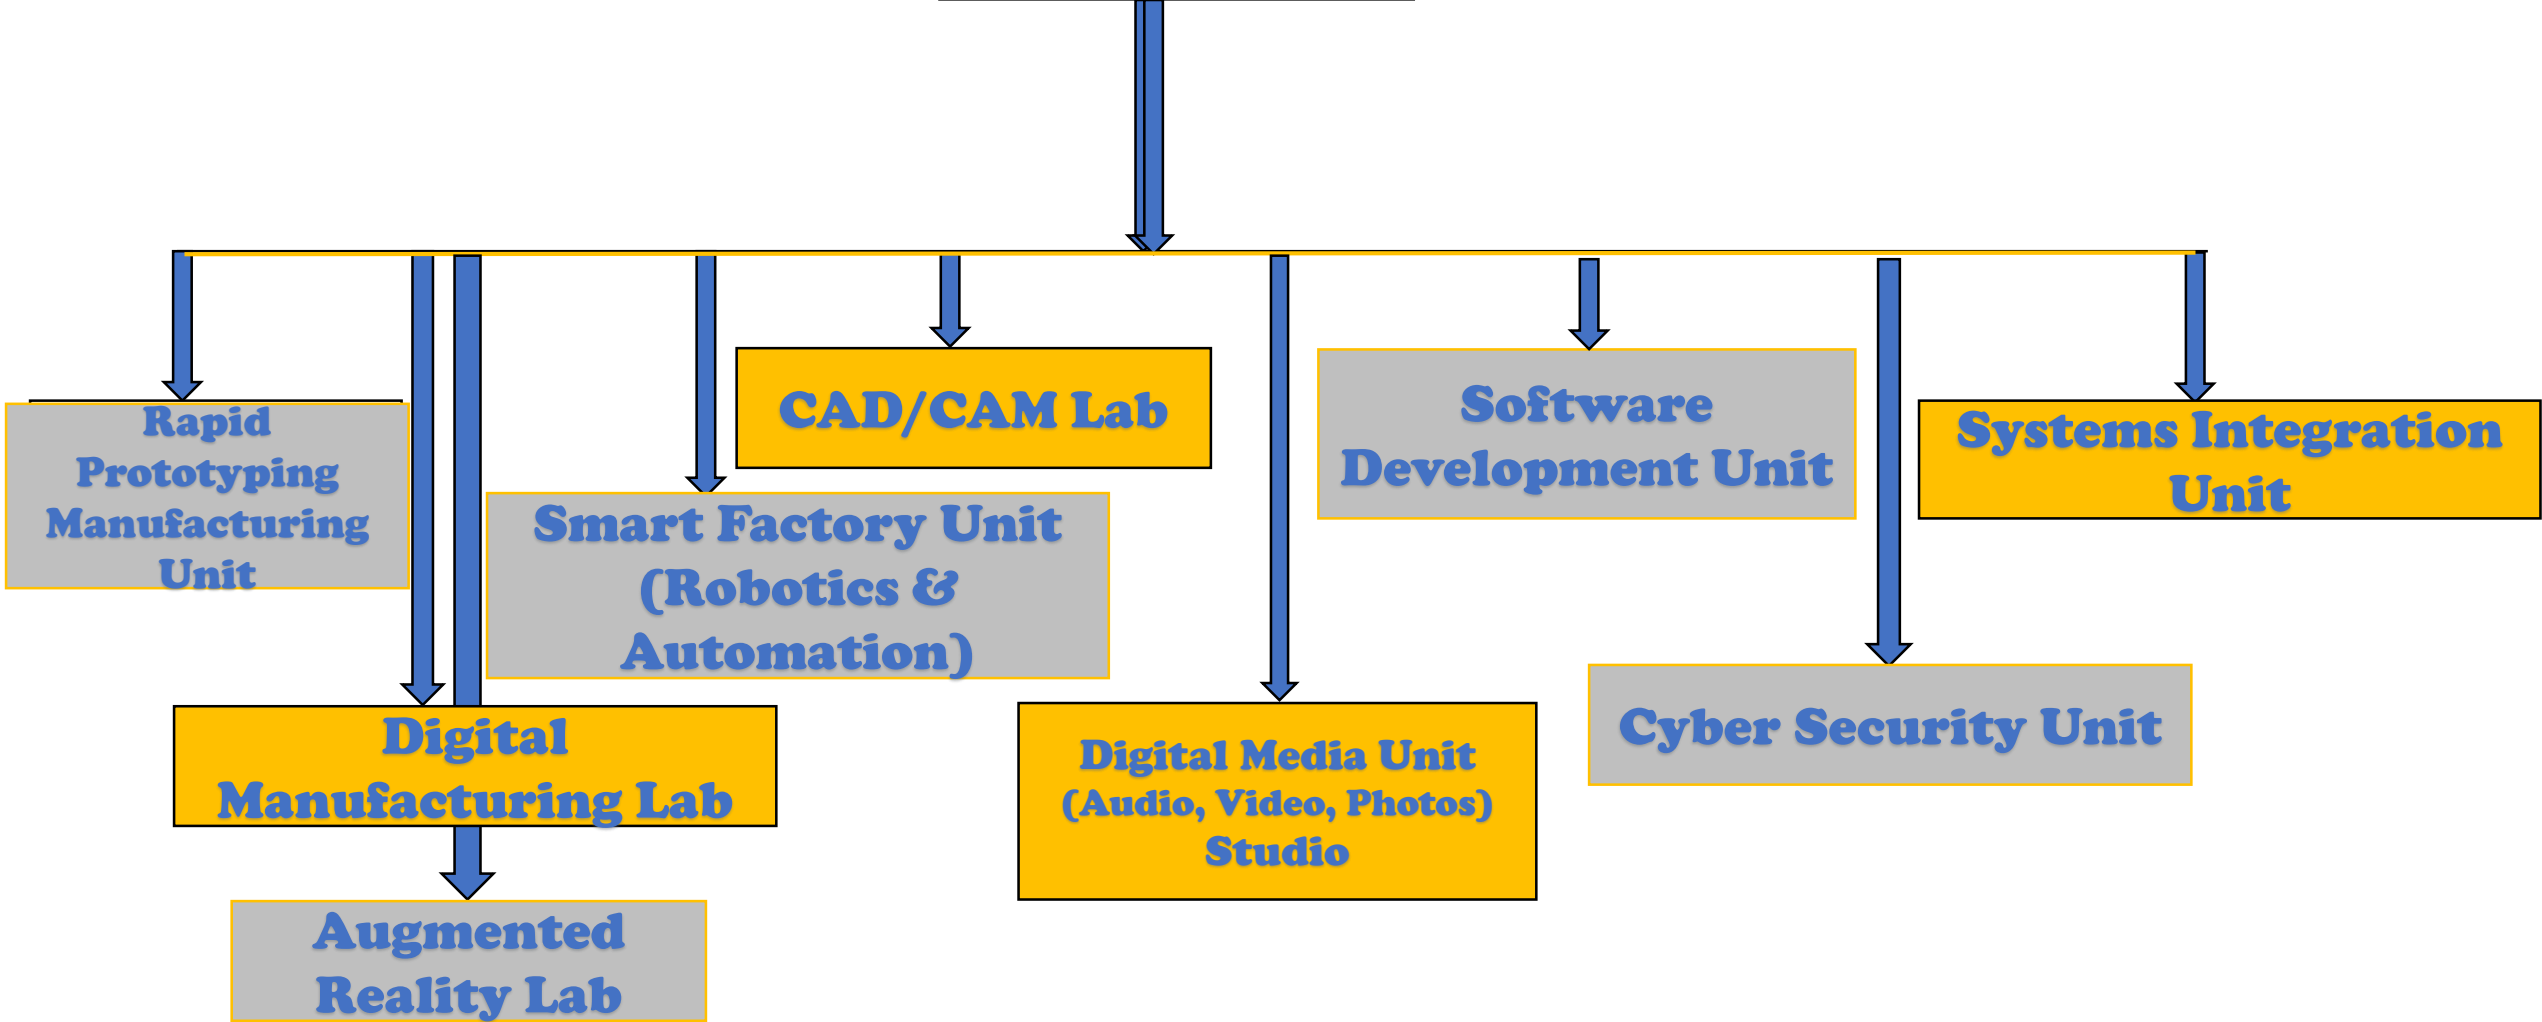 Rapid
Prototyping
Manufacturing
Unit
CAD/CAM Lab
Software
Development Unit
Systems Integration
Unit
Smart Factory Unit
(Robotics &
Automation)
Digital
Manufacturing Lab
Digital Media Unit
(Audio, Video, Photos)
Studio
Cyber Security Unit
Augmented
Reality Lab